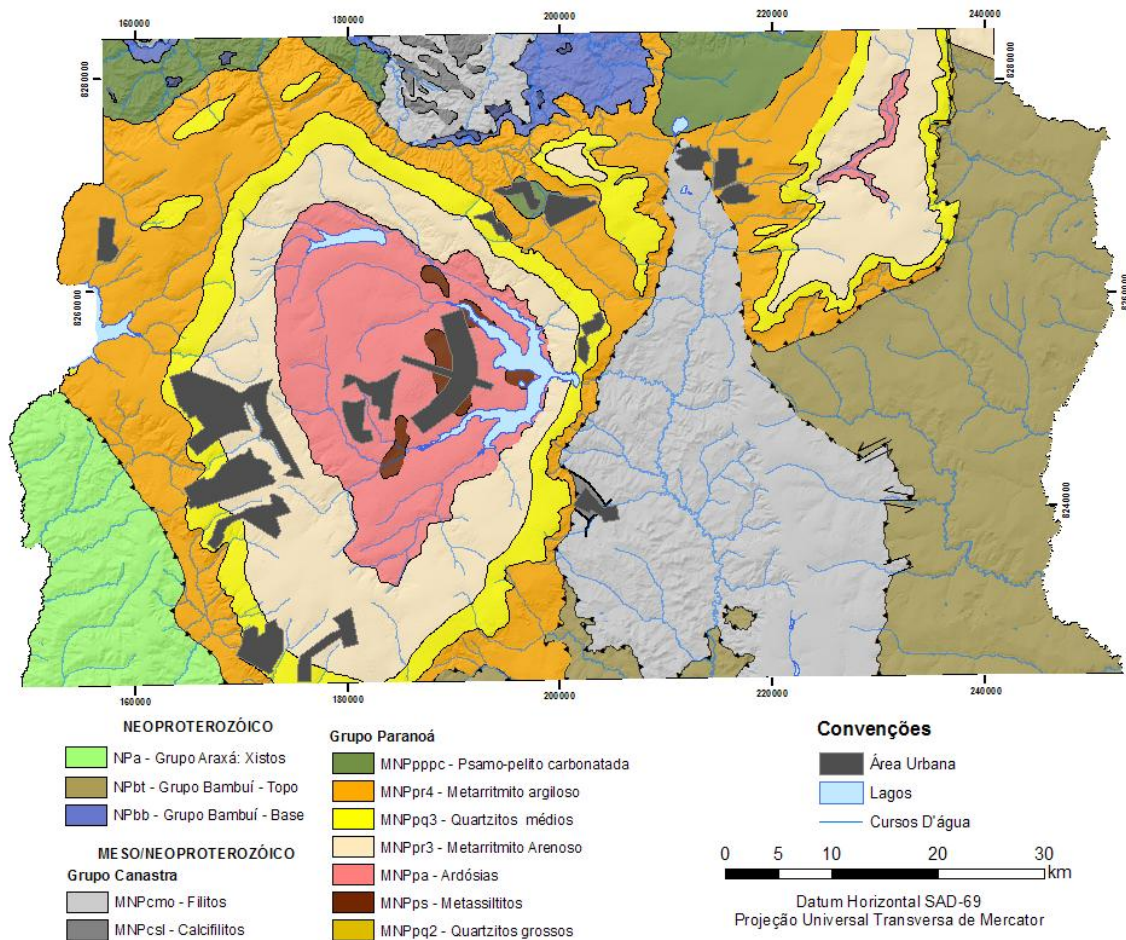 160000 180000 200000 220000 240000
8280000 8280000
8260000 8260000
8240000
160000 180000 200000 220000 240000
NEOPROTEROZÓICO
NPa - Grupo Araxá: Xistos
NPbt - Grupo Bambuí - Topo
NPbb - Grupo Bambuí - Base
MESO/NEOPROTEROZÓICO
Grupo Canastra
MNPcmo - Filitos
MNPcsl - Calcifilitos
Grupo Paranoá
MNPpppc - Psamo-pelito carbonatada
MNPpr4 - Metarritmito argiloso
MNPpq3 - Quartzitos médios
MNPpr3 - Metarritmito Arenoso
MNPpa - Ardósias
MNPps - Metassiltitos
MNPpq2 - Quartzitos grossos
Convenções
Área Urbana
Lagos
Cursos D'água
0 5 10 20 30
km
Datum Horizontal SAD-69
Projeção Universal Transversa de Mercator